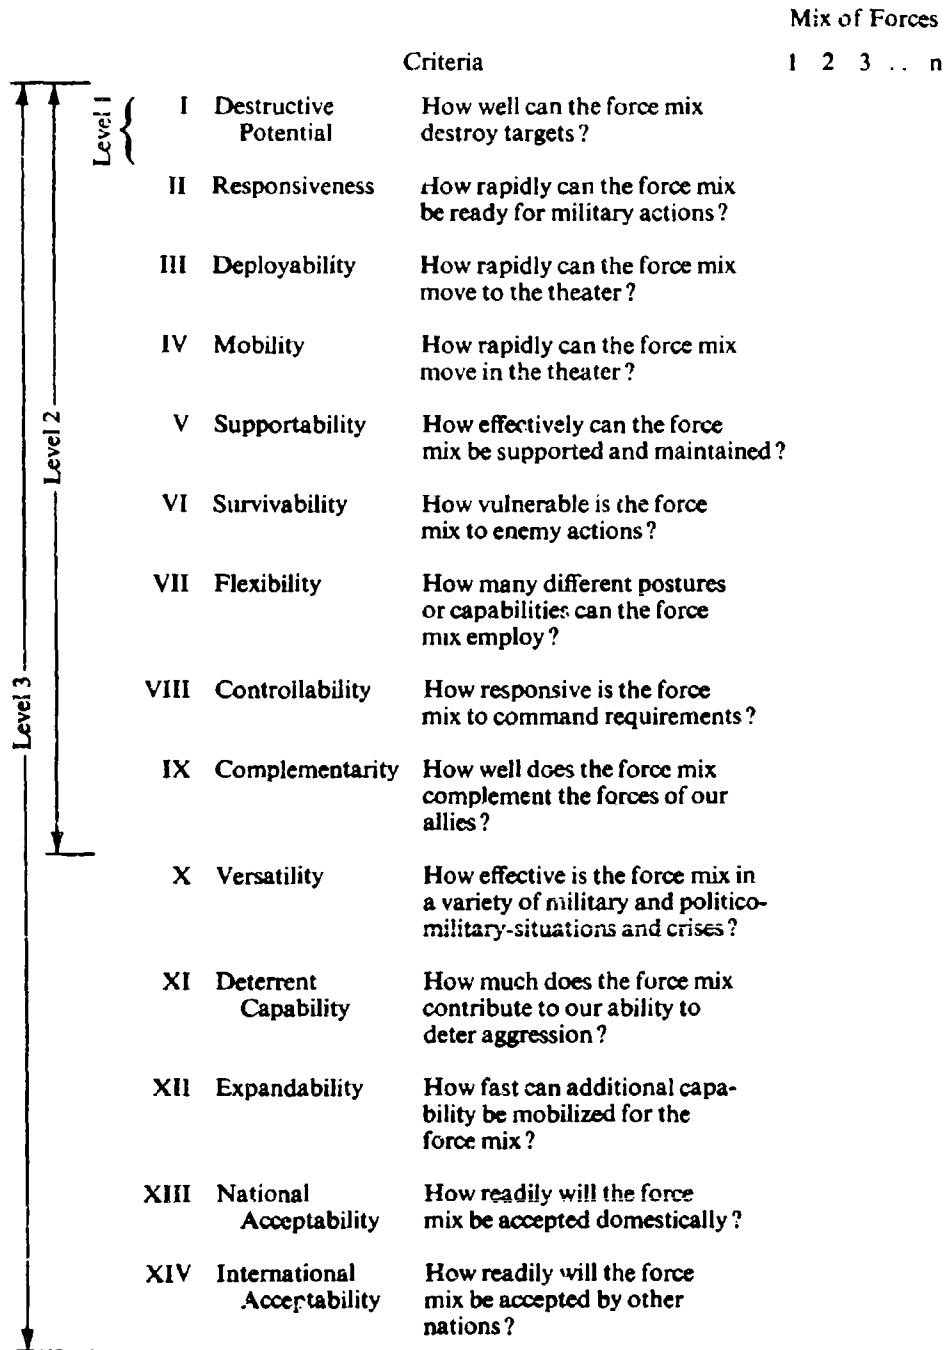 Mix of Forces
Criteria 1 2 3 .. n
Level 1
Level 2
Level 3
I Destructive How well can the force mix
Potential destroy targets?
II Responsiveness How rapidly can the force mix
be ready for military actions?
III Deployability How rapidly can the force mix
move to the theater?
IV Mobility How rapidly can the force mix
move in the theater?
V Supportability How effectively can the force
mix be supported and maintained?
VI Survivability How vulnerable is the force
mix to enemy actions?
VII Flexibility How many different postures
or capabilities can the force
mix employ?
VIII Controllability How responsive is the force
mix to command requirements?
IX Complementarity How well does the force mix
complement the forces of our
allies?
X Versatility How effective is the force mix in
a variety of military and politico-
military-situations and crises?
XI Deterrent How much does the force mix
Capability contribute to our ability to
deter aggression?
XII Expandability How fast can additional capa-
bility be mobilized for the
force mix?
XIII National How readily will the force
Acceptability mix be accepted domestically?
XIV International How readily will the force
Acceptability mix be accepted by other
nations?